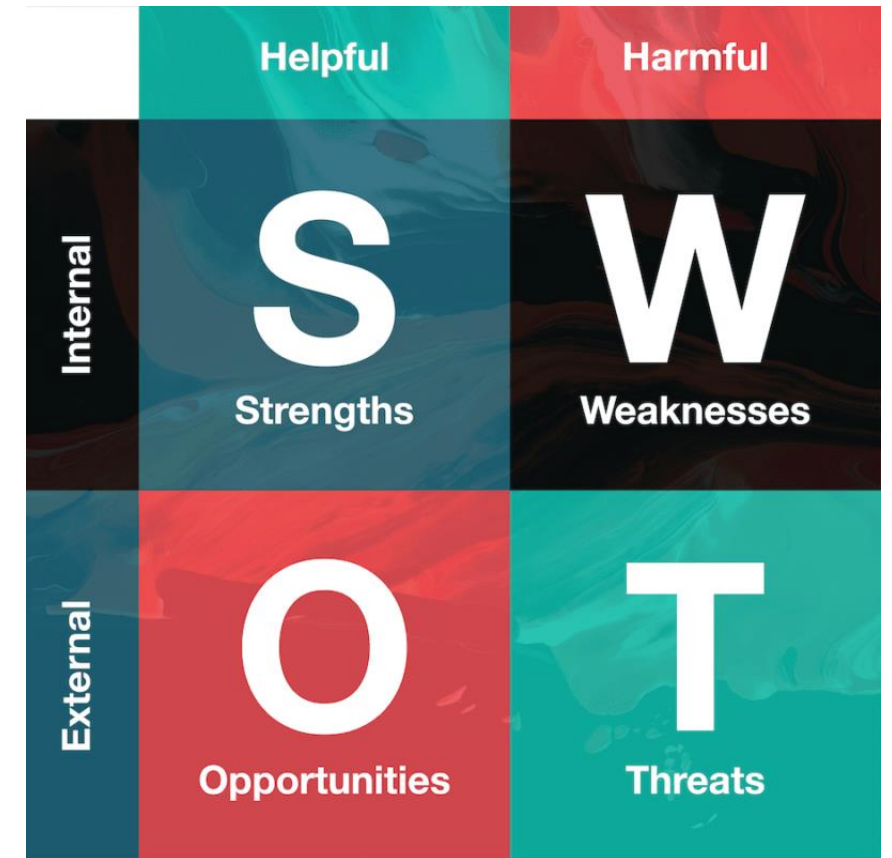 Helpful
Harmful
Internal
S
Strengths
W
Weaknesses
External
O
Opportunities
T
Threats